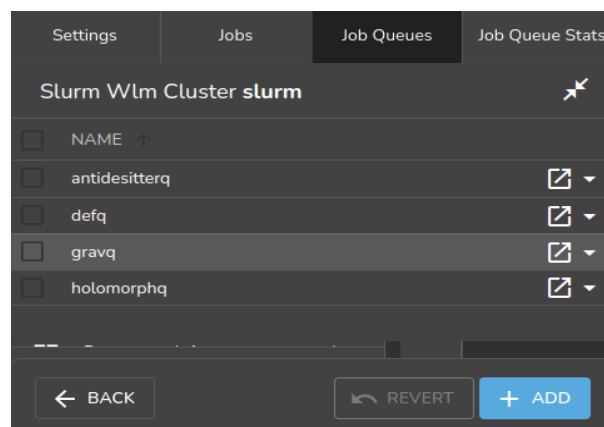 Settings Jobs Job Queues Job Queue Stats
Slurm Wlm Cluster slurm
NAME
antidesitterq
defq
gravq
holomorphq
BACK REVERT ADD